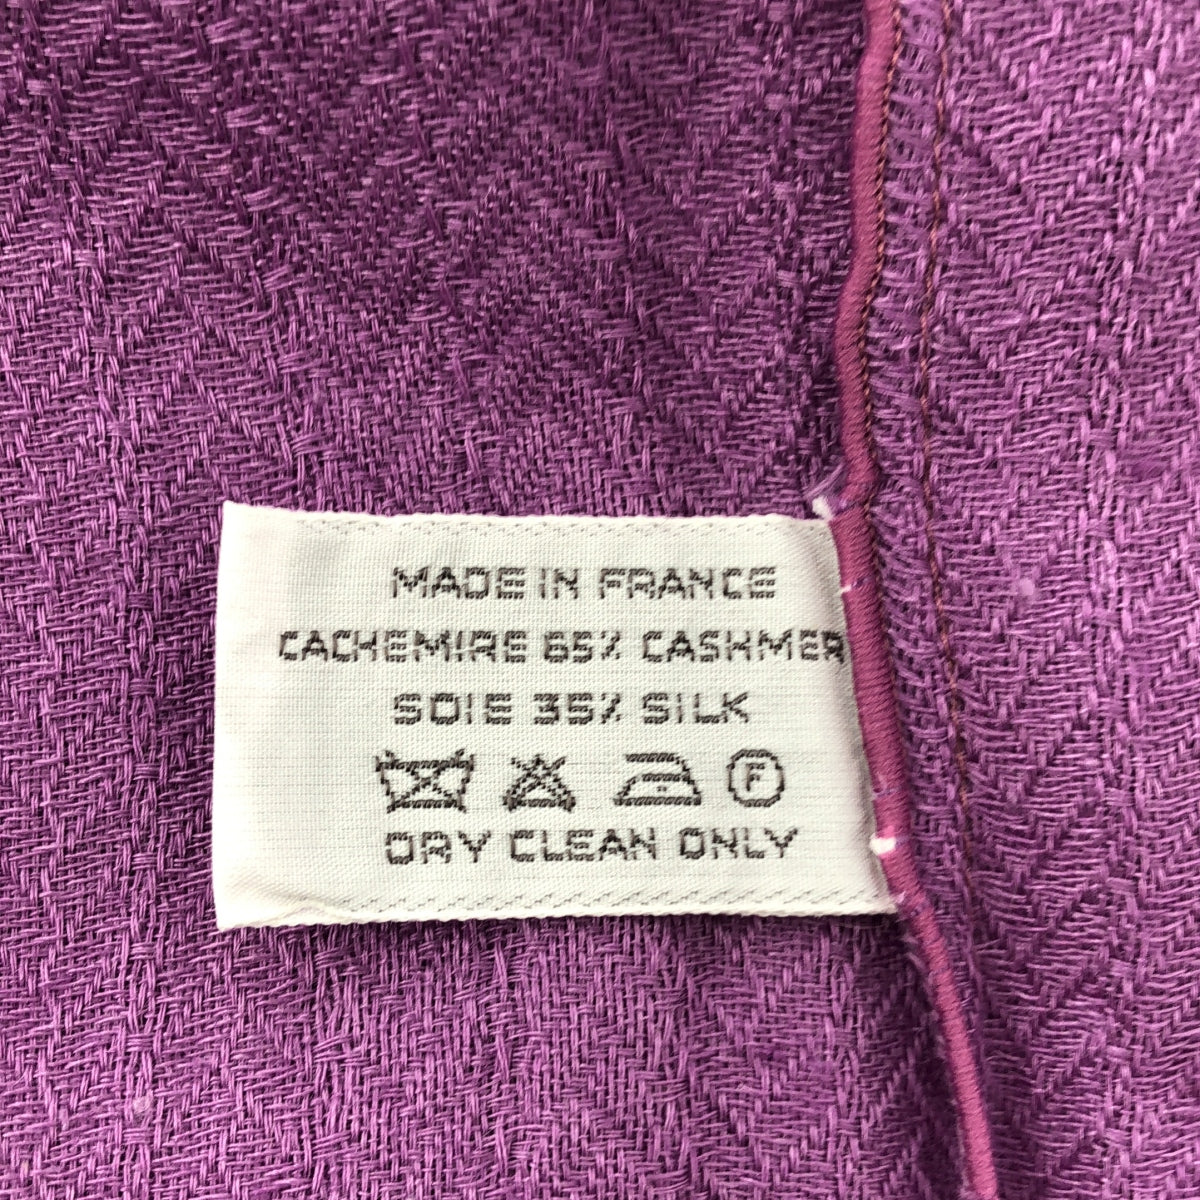 MADE IN FRANCE
CACHEMIRE 65% CASHMER
SOIE 35% SILK
F
DRY CLEAN ONLY